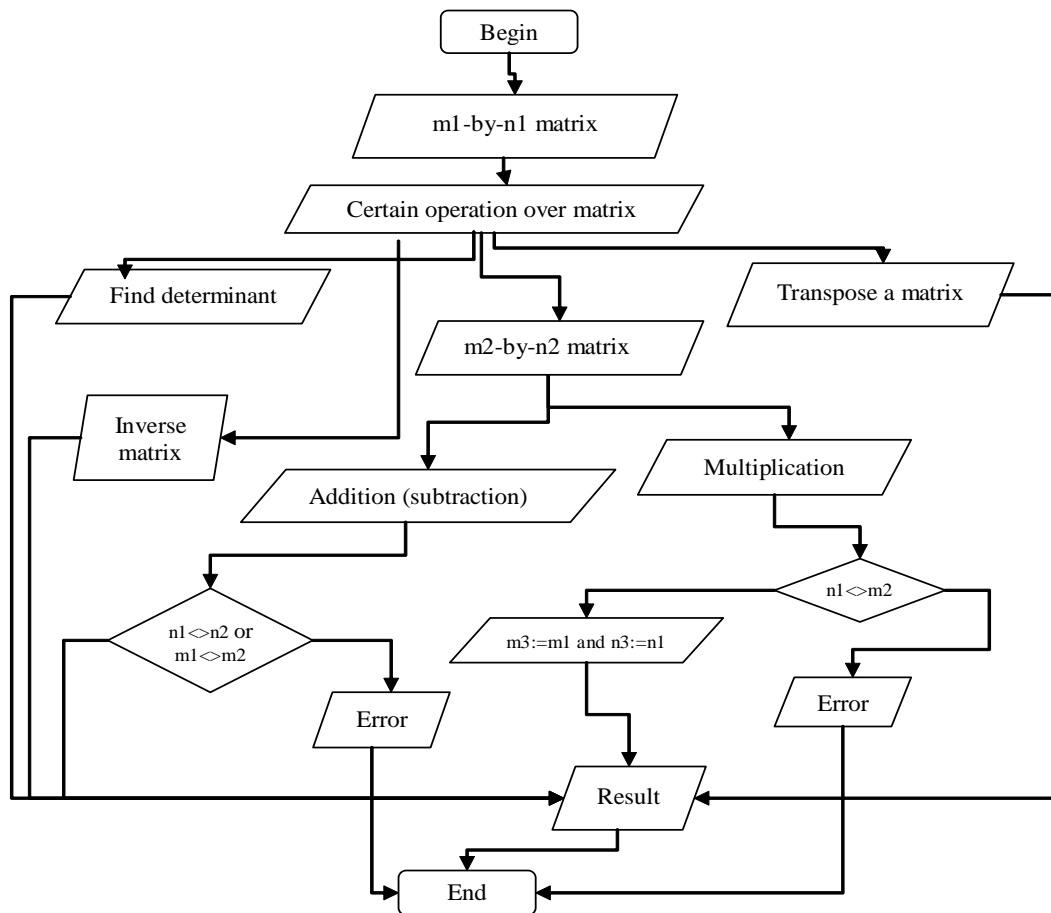 Begin
m1-by-n1 matrix
Certain operation over matrix
Find determinant
Transpose a matrix
m2-by-n2 matrix
Inverse
matrix
Multiplication
Addition (subtraction)
n1<>m2
n1<>n2 or
m1<>m2
m3:=m1 and n3:=n1
Error
Error
Result
End